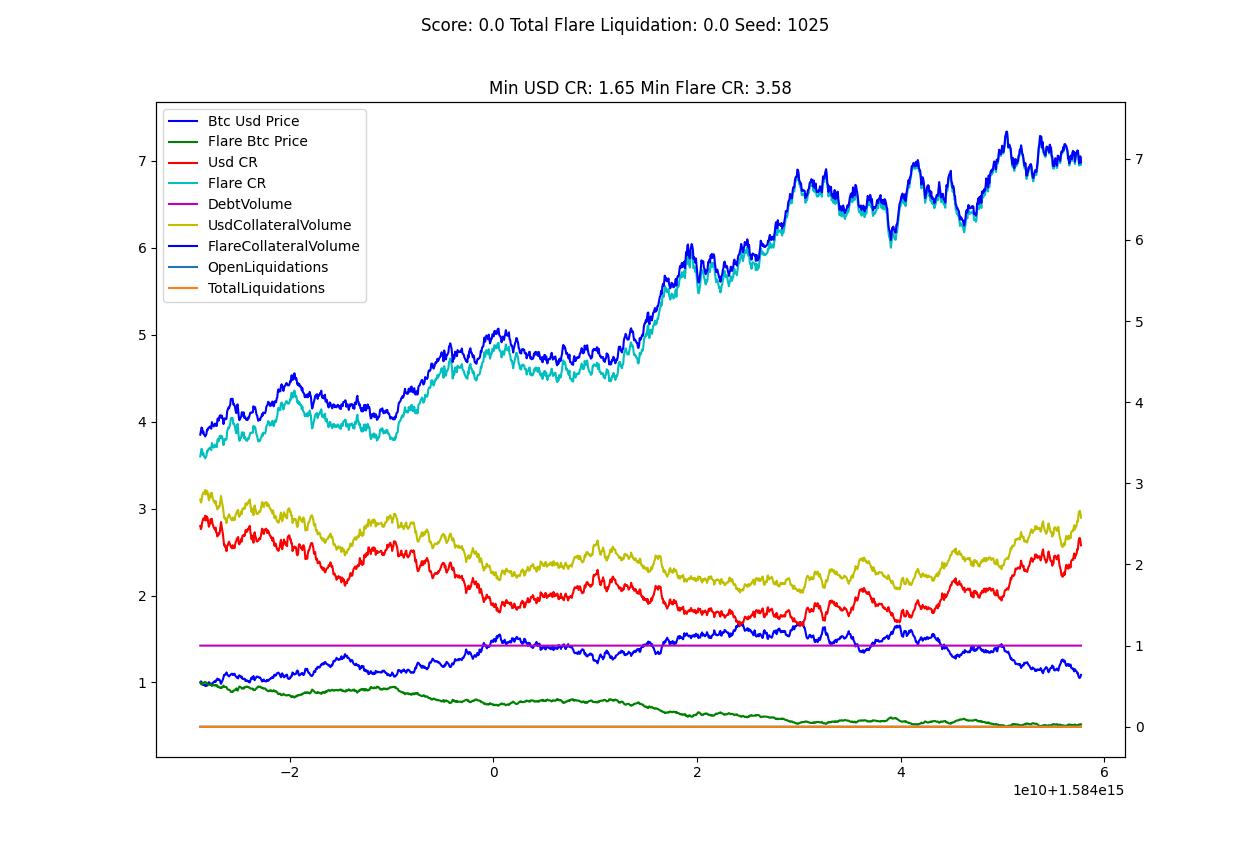 Score: 0.0 Total Flare Liquidation: 0.0 Seed: 1025
Min USD CR: 1.65 Min Flare CR: 3.58
Btc Usd Price
Flare Btc Price
Usd CR
Flare CR
DebtVolume
UsdCollateralVolume
FlareCollateralVolume
OpenLiquidations
TotalLiquidations
7
6
5
4
3
2
1
7
6
5
4
3
2
1
0
−2
0
2
4
6
1e10+1.584e15